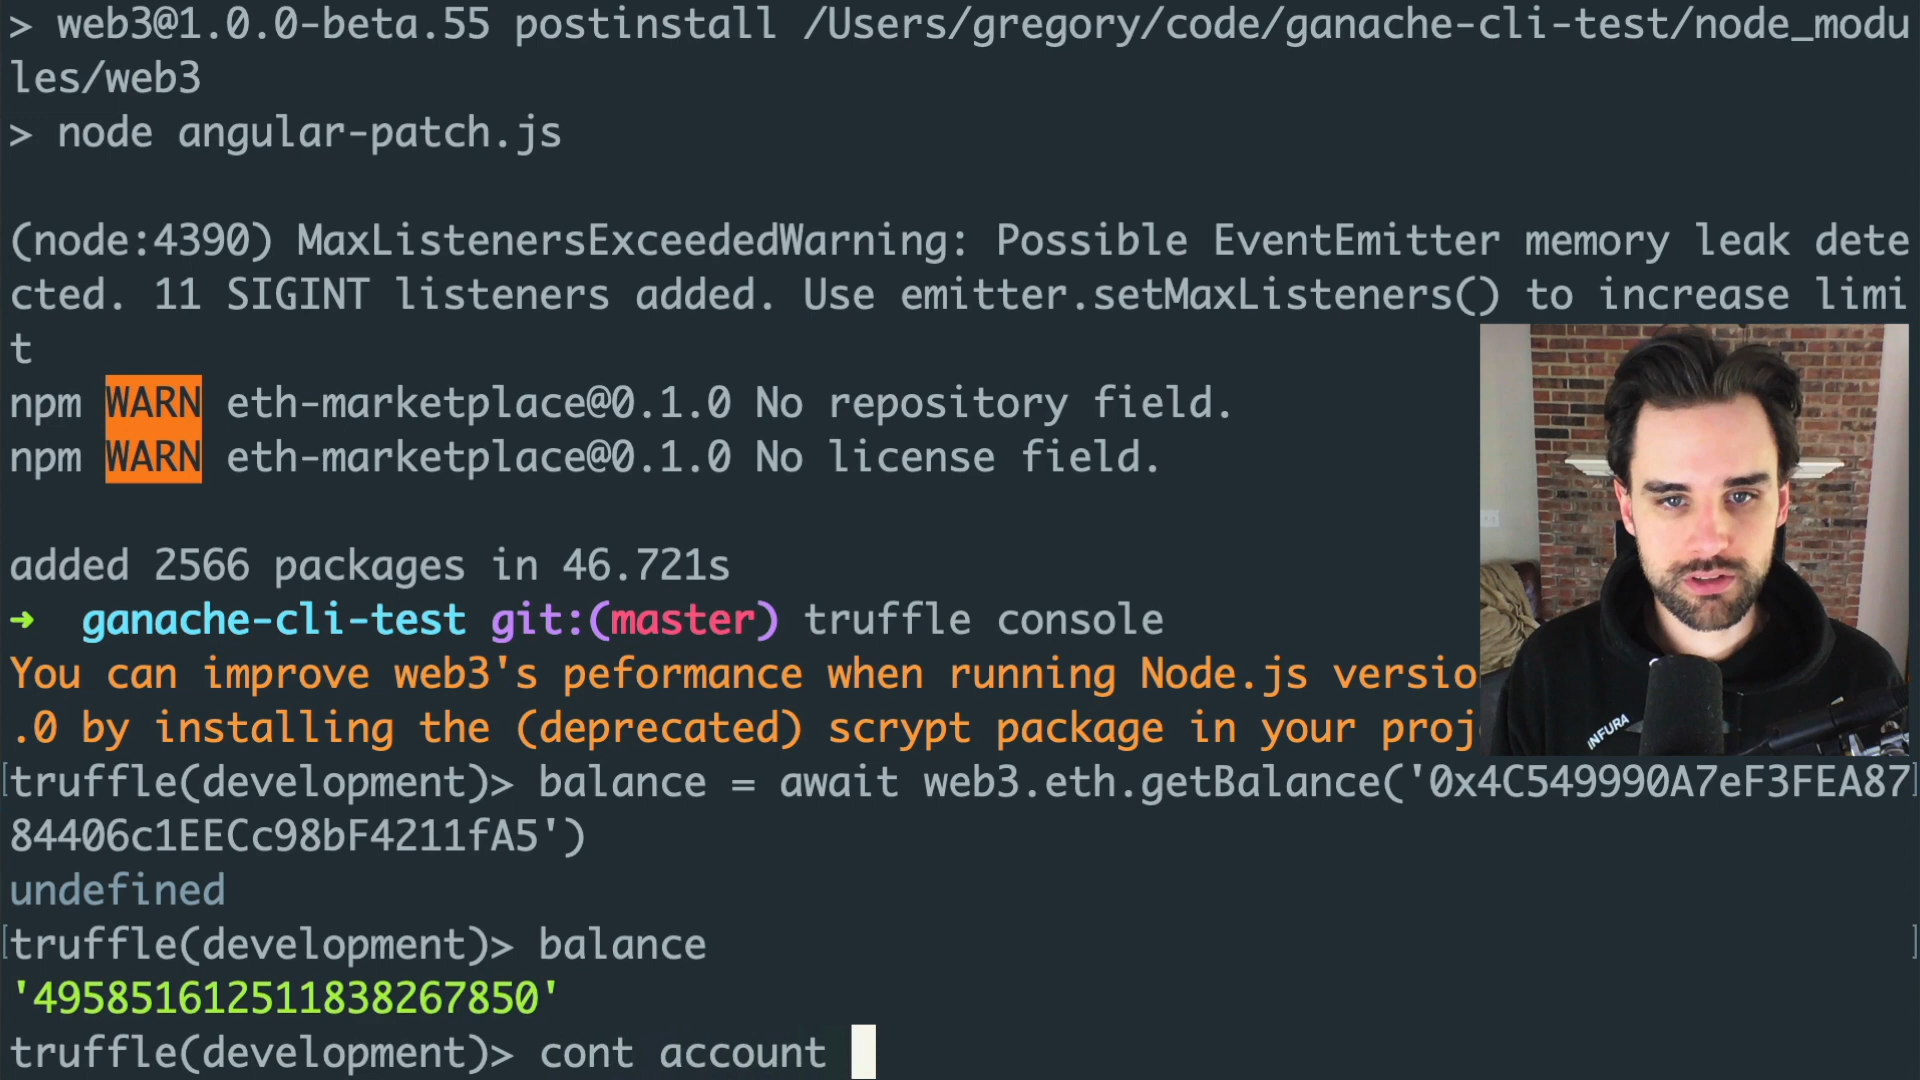 > web3@1.0.0-beta.55 postinstall /Users/gregory/code/ganache-cli-test/node_modu
les/web3
> node angular-patch.js
(node:4390) MaxListenersExceededWarning: Possible EventEmitter memory leak dete
cted. 11 SIGINT listeners added. Use emitter.setMaxListeners() to increase limi
t
npm WARN eth-marketplace@0.1.0 No repository field.
npm WARN eth-marketplace@0.1.0 No license field.
added 2566 packages in 46.721s
➜ ganache-cli-test git:(master) truffle console
You can improve web3's peformance when running Node.js versio
.0 by installing the (deprecated) scrypt package in your proj
[truffle(development)> balance = await web3.eth.getBalance('0x4C549990A7eF3FEA87]
84406c1EECc98bF4211fA5')
undefined
[truffle(development)> balance ]
'49585161251183826​7850'
truffle(development)> cont account
INFURA